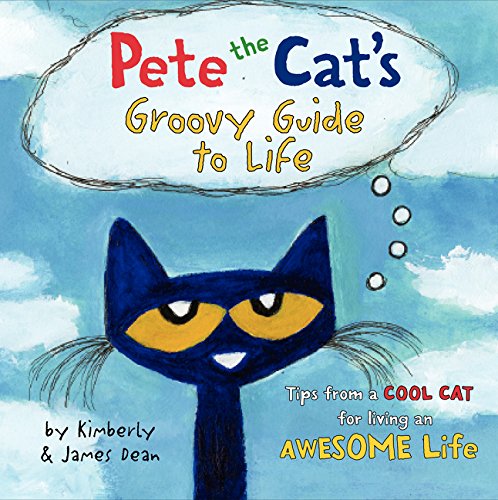 Pete the Cat's
Groovy Guide
to Life
Tips from a COOL CAT
for living an
AWESOME Life
by Kimberly
& James Dean